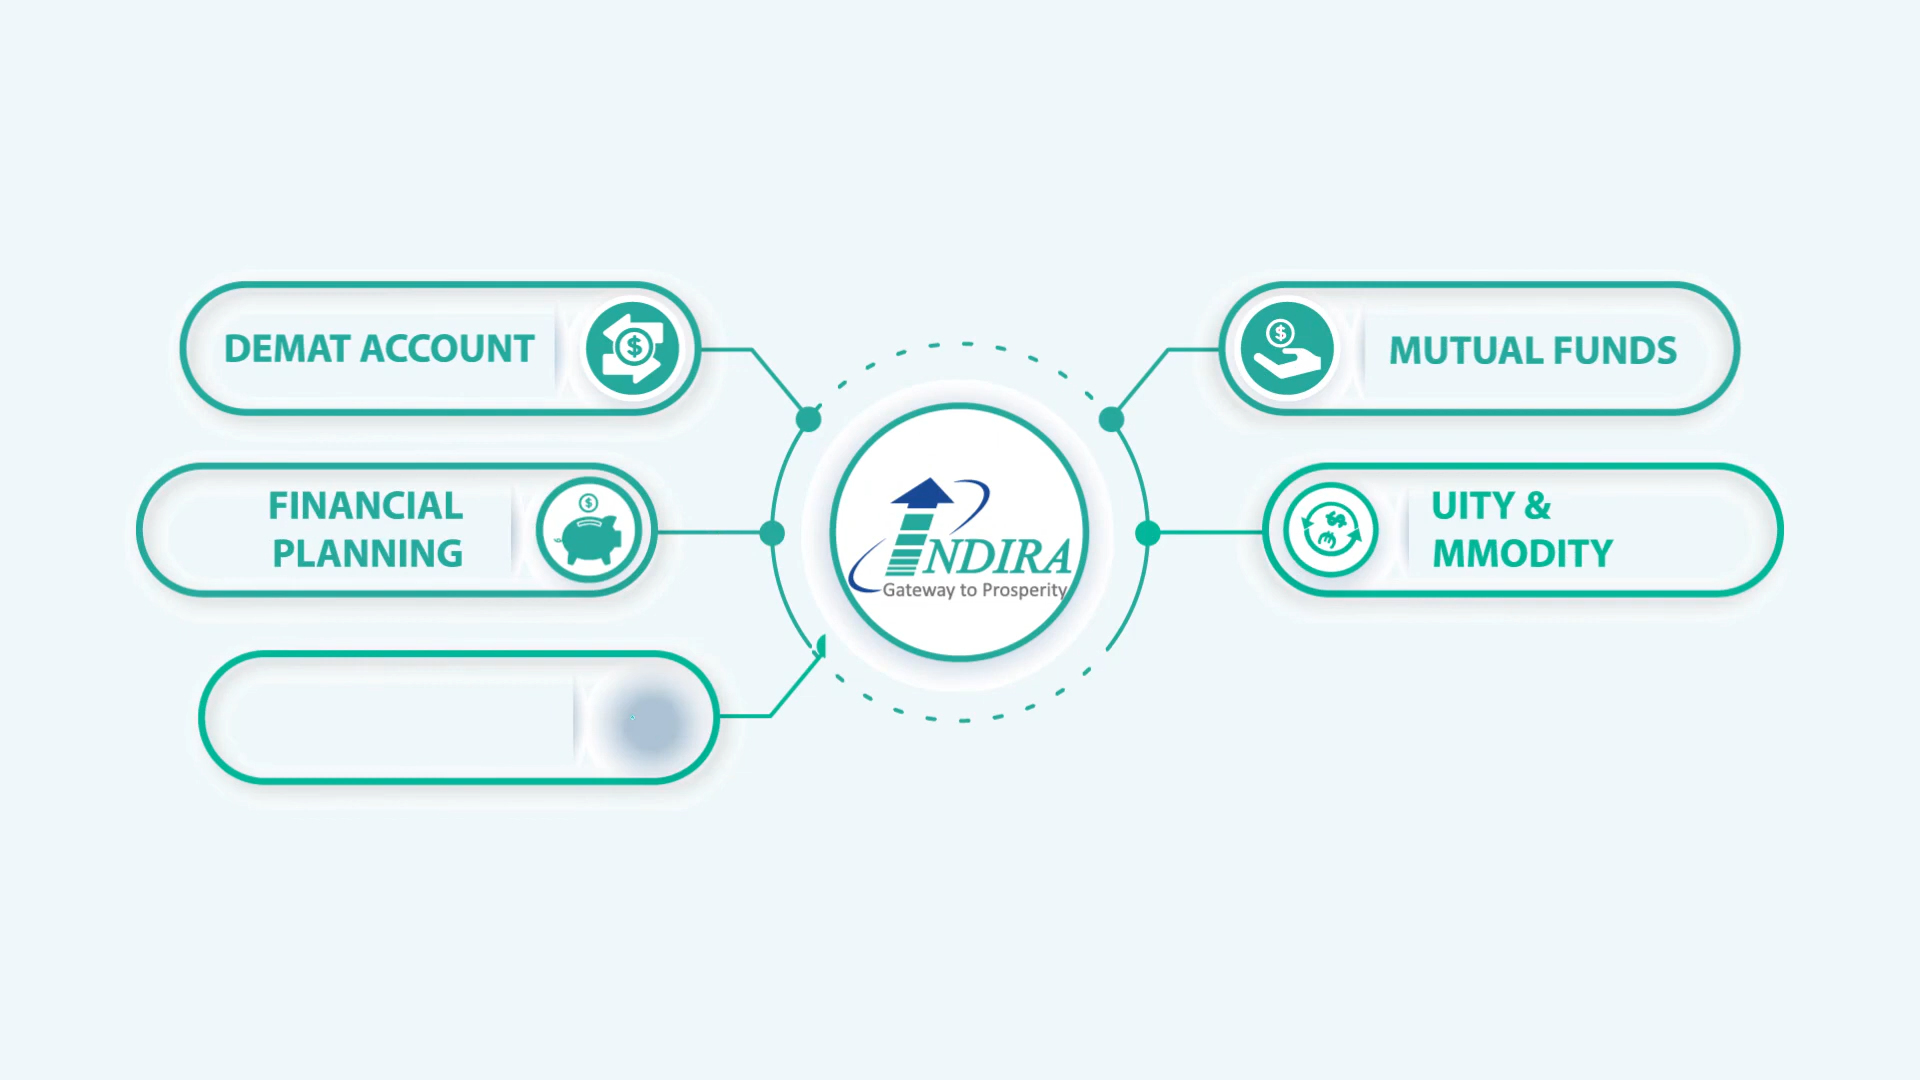 DEMAT ACCOUNT
FINANCIAL
PLANNING
INDIRA
Gateway to Prosperity
MUTUAL FUNDS
UITY &
MMODITY